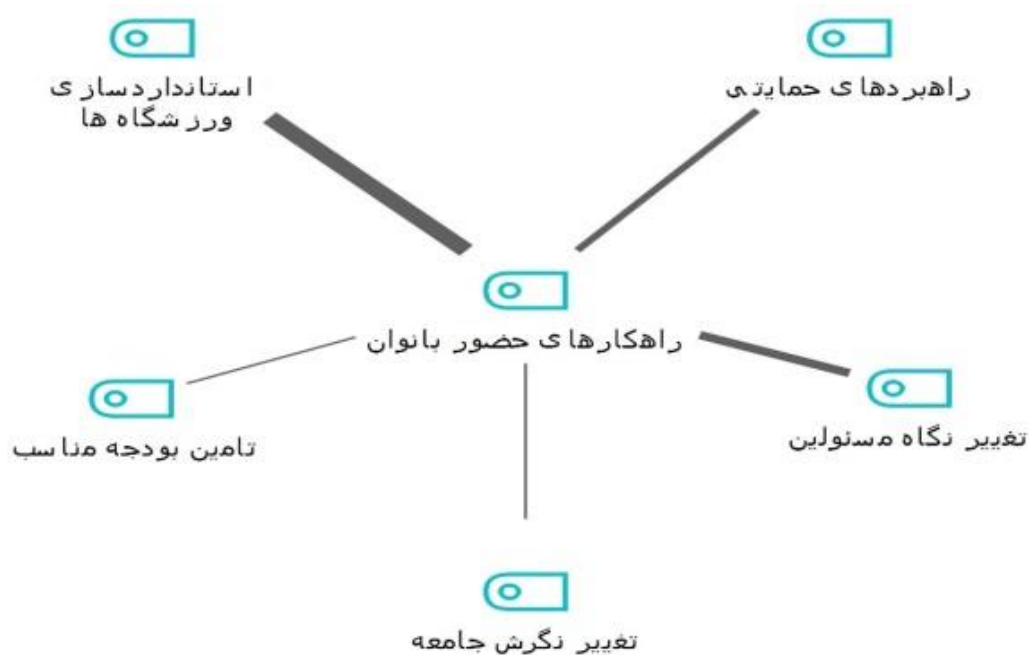 راهبردهای حمایتی
استانداردسازی
ورزشگاه ها
راهکارهای حضور بانوان
تغییر نگاه مسئولین
تامین بودجه مناسب
تغییر نگرش جامعه